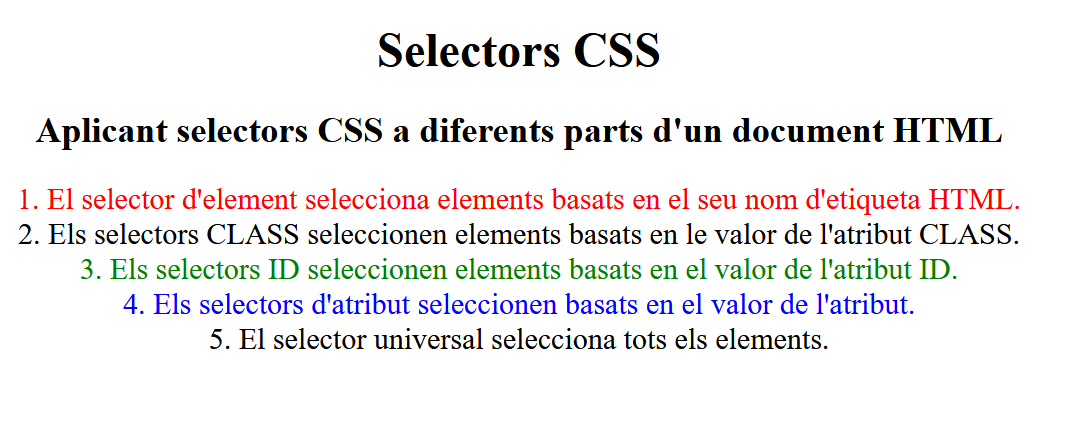 Selectors CSS
Aplicant selectors CSS a diferents parts d'un document HTML
1. El selector d'element selecciona elements basats en el seu nom d'etiqueta HTML.
2. Els selectors CLASS seleccionen elements basats en le valor de l'atribut CLASS.
3. Els selectors ID seleccionen elements basats en el valor de l'atribut ID.
4. Els selectors d'atribut seleccionen basats en el valor de l'atribut.
5. El selector universal selecciona tots els elements.